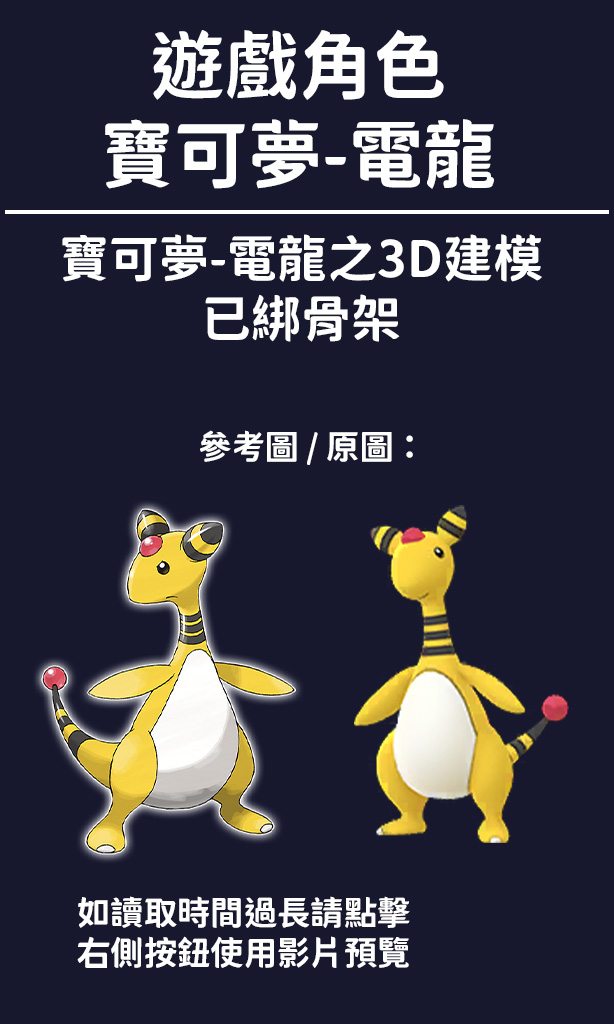 遊戲角色
寶可夢-電龍
寶可夢-電龍之3D建模
已綁骨架
參考圖 / 原圖：
如讀取時間過長請點擊
右側按鈕使用影片預覽